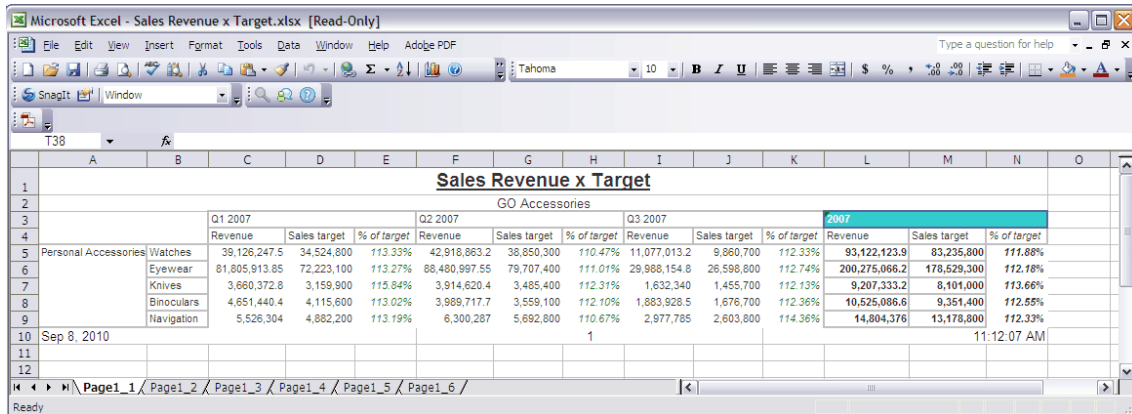 Microsoft Excel - Sales Revenue x Target.xlsx [Read-Only]
File Edit View Insert Format Tools Data Window Help Adobe PDF Type a question for help
Tahoma 10 B I U $ % ,
SnagIt Window
T38 fx
A B C D E F G H I J K L M N O
1 Sales Revenue x Target
2 GO Accessories
3 Q1 2007 Q2 2007 Q3 2007 2007
4 Revenue Sales target % of target Revenue Sales target % of target Revenue Sales target % of target Revenue Sales target % of target
5 Personal Accessories Watches 39,126,247.5 34,524,800 113.33% 42,918,863.2 38,850,300 110.47% 11,077,013.2 9,860,700 112.33% 93,122,123.9 83,235,800 111.88%
6 Eyewear 81,805,913.85 72,223,100 113.27% 88,480,997.55 79,707,400 111.01% 29,988,154.8 26,598,800 112.74% 200,275,066.2 178,529,300 112.18%
7 Knives 3,660,372.8 3,159,900 115.84% 3,914,620.4 3,485,400 112.31% 1,632,340 1,455,700 112.13% 9,207,333.2 8,101,000 113.66%
8 Binoculars 4,651,440.4 4,115,600 113.02% 3,989,717.7 3,559,100 112.10% 1,883,928.5 1,676,700 112.36% 10,525,086.6 9,351,400 112.55%
9 Navigation 5,526,304 4,882,200 113.19% 6,300,287 5,692,800 110.67% 2,977,785 2,603,800 114.36% 14,804,376 13,178,800 112.33%
10 Sep 8, 2010 1 11:12:07 AM
11
12
Page1_1 Page1_2 Page1_3 Page1_4 Page1_5 Page1_6
Ready